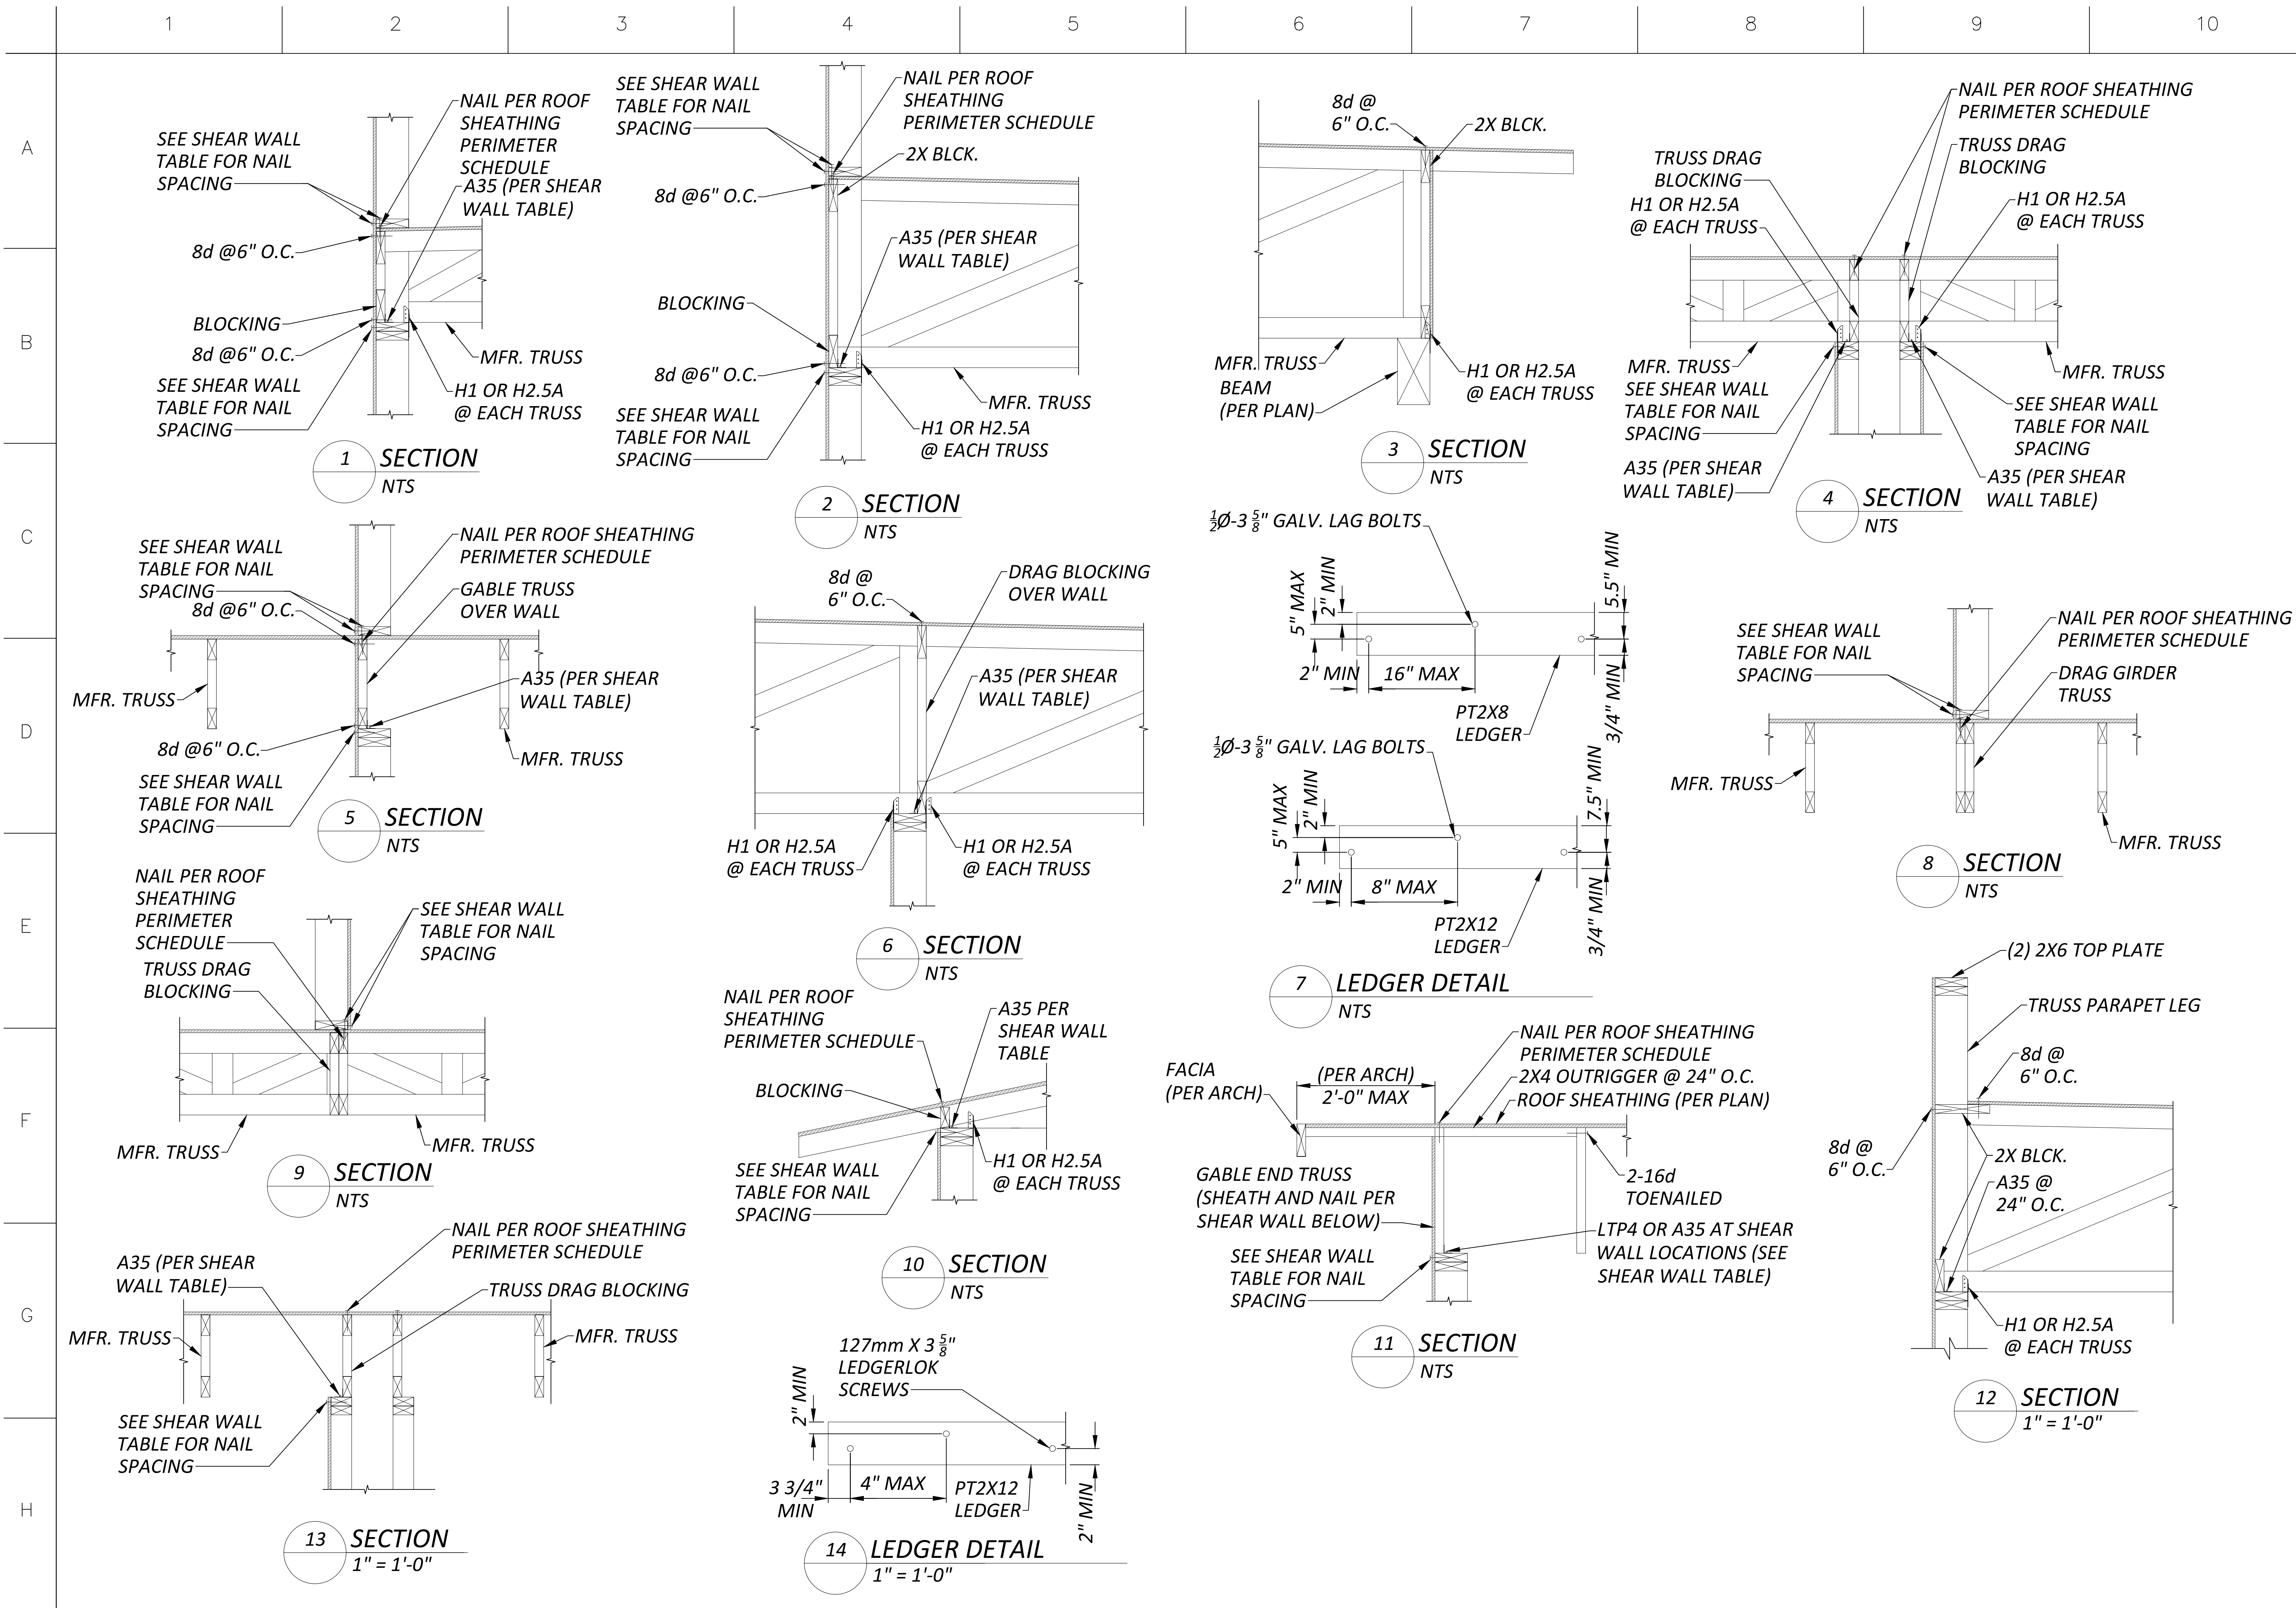 1 2 3 4 5 6 7 8 9 10
A
B
C
D
E
F
G
H
SEE SHEAR WALL
TABLE FOR NAIL
SPACING
NAIL PER ROOF
SHEATHING
PERIMETER
SCHEDULE
A35 (PER SHEAR
WALL TABLE)
8d @6" O.C.
BLOCKING
8d @6" O.C.
SEE SHEAR WALL
TABLE FOR NAIL
SPACING
MFR. TRUSS
H1 OR H2.5A
@ EACH TRUSS
1 SECTION
NTS
SEE SHEAR WALL
TABLE FOR NAIL
SPACING
NAIL PER ROOF
SHEATHING
PERIMETER SCHEDULE
2X BLCK.
8d @6" O.C.
A35 (PER SHEAR
WALL TABLE)
BLOCKING
8d @6" O.C.
SEE SHEAR WALL
TABLE FOR NAIL
SPACING
MFR. TRUSS
H1 OR H2.5A
@ EACH TRUSS
2 SECTION
NTS
8d @
6" O.C.
2X BLCK.
MFR. TRUSS
BEAM
(PER PLAN)
H1 OR H2.5A
@ EACH TRUSS
3 SECTION
NTS
NAIL PER ROOF SHEATHING
PERIMETER SCHEDULE
TRUSS DRAG
BLOCKING
TRUSS DRAG
BLOCKING
H1 OR H2.5A
@ EACH TRUSS
H1 OR H2.5A
@ EACH TRUSS
MFR. TRUSS
SEE SHEAR WALL
TABLE FOR NAIL
SPACING
A35 (PER SHEAR
WALL TABLE)
MFR. TRUSS
SEE SHEAR WALL
TABLE FOR NAIL
SPACING
A35 (PER SHEAR
WALL TABLE)
4 SECTION
NTS
SEE SHEAR WALL
TABLE FOR NAIL
SPACING
8d @6" O.C.
NAIL PER ROOF SHEATHING
PERIMETER SCHEDULE
GABLE TRUSS
OVER WALL
MFR. TRUSS
A35 (PER SHEAR
WALL TABLE)
8d @6" O.C.
MFR. TRUSS
SEE SHEAR WALL
TABLE FOR NAIL
SPACING
5 SECTION
NTS
8d @
6" O.C.
DRAG BLOCKING
OVER WALL
A35 (PER SHEAR
WALL TABLE)
H1 OR H2.5A
@ EACH TRUSS
H1 OR H2.5A
@ EACH TRUSS
6 SECTION
NTS
½Ø-3 ⅝" GALV. LAG BOLTS
5" MAX
2" MIN
5.5" MIN
2" MIN
16" MAX
3/4" MIN
PT2X8
LEDGER
½Ø-3 ⅝" GALV. LAG BOLTS
5" MAX
2" MIN
7.5" MIN
2" MIN
8" MAX
3/4" MIN
PT2X12
LEDGER
7 LEDGER DETAIL
NTS
SEE SHEAR WALL
TABLE FOR NAIL
SPACING
NAIL PER ROOF SHEATHING
PERIMETER SCHEDULE
DRAG GIRDER
TRUSS
MFR. TRUSS
MFR. TRUSS
8 SECTION
NTS
NAIL PER ROOF
SHEATHING
PERIMETER
SCHEDULE
TRUSS DRAG
BLOCKING
SEE SHEAR WALL
TABLE FOR NAIL
SPACING
MFR. TRUSS
MFR. TRUSS
9 SECTION
NTS
NAIL PER ROOF
SHEATHING
PERIMETER SCHEDULE
A35 PER
SHEAR WALL
TABLE
BLOCKING
SEE SHEAR WALL
TABLE FOR NAIL
SPACING
H1 OR H2.5A
@ EACH TRUSS
10 SECTION
NTS
FACIA
(PER ARCH)
(PER ARCH)
2'-0" MAX
NAIL PER ROOF SHEATHING
PERIMETER SCHEDULE
2X4 OUTRIGGER @ 24" O.C.
ROOF SHEATHING (PER PLAN)
GABLE END TRUSS
(SHEATH AND NAIL PER
SHEAR WALL BELOW)
2-16d
TOENAILED
SEE SHEAR WALL
TABLE FOR NAIL
SPACING
LTP4 OR A35 AT SHEAR
WALL LOCATIONS (SEE
SHEAR WALL TABLE)
11 SECTION
NTS
(2) 2X6 TOP PLATE
TRUSS PARAPET LEG
8d @
6" O.C.
8d @
6" O.C.
2X BLCK.
A35 @
24" O.C.
H1 OR H2.5A
@ EACH TRUSS
12 SECTION
1" = 1'-0"
A35 (PER SHEAR
WALL TABLE)
NAIL PER ROOF SHEATHING
PERIMETER SCHEDULE
TRUSS DRAG BLOCKING
MFR. TRUSS
MFR. TRUSS
SEE SHEAR WALL
TABLE FOR NAIL
SPACING
13 SECTION
1" = 1'-0"
127mm X 3 ⅝"
LEDGERLOK
SCREWS
2" MIN
3 3/4"
MIN
4" MAX
PT2X12
LEDGER
2" MIN
14 LEDGER DETAIL
1" = 1'-0"